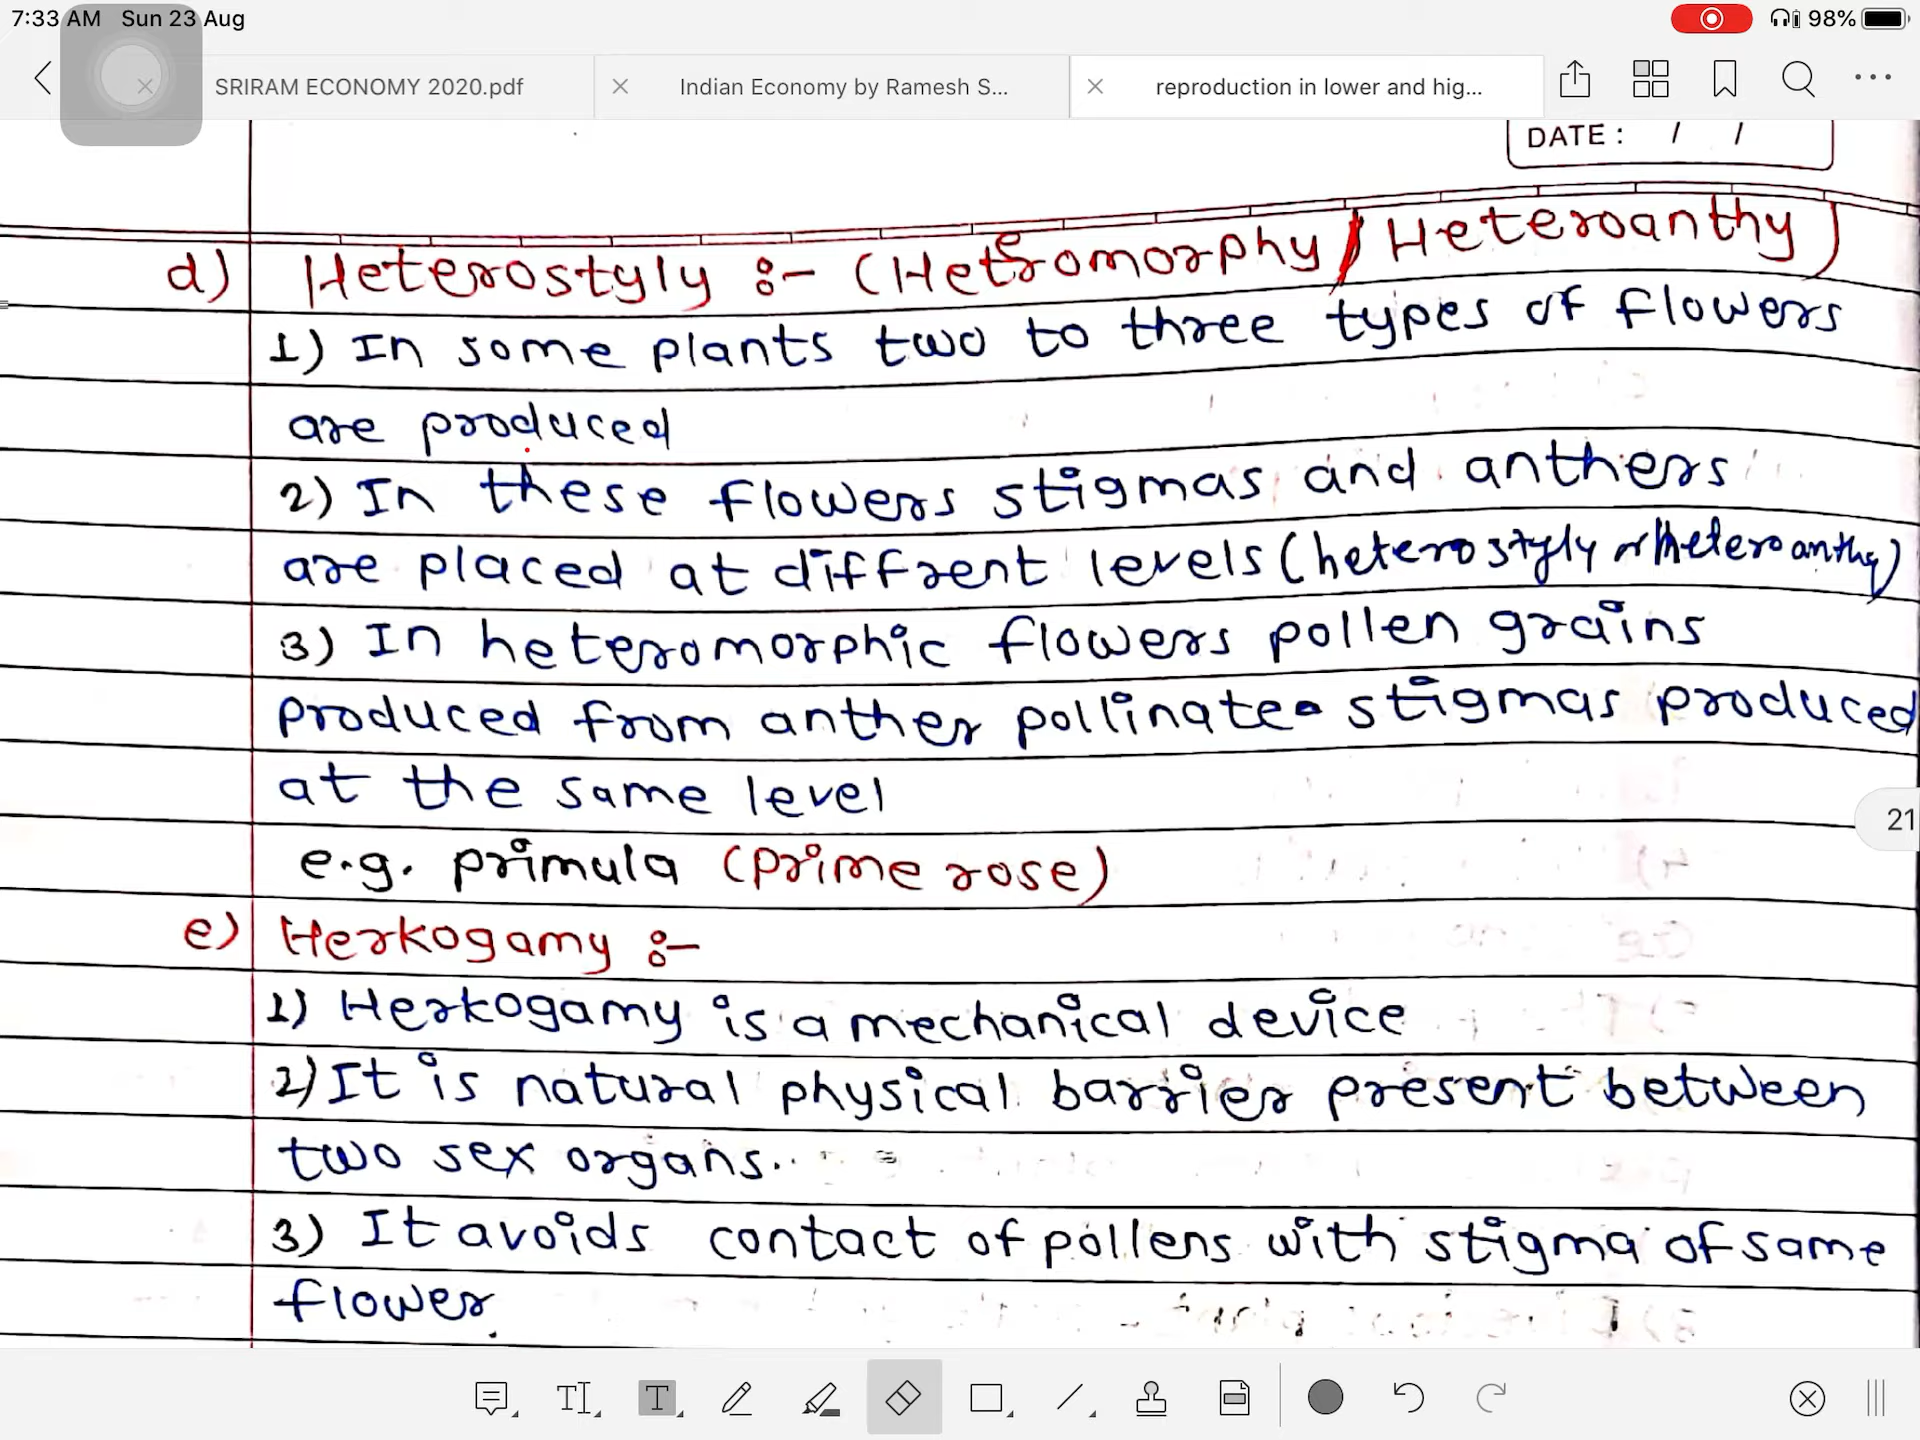 7:33 AM Sun 23 Aug 98%
SRIRAM ECONOMY 2020.pdf Indian Economy by Ramesh S... reproduction in lower and hig...
DATE : / /
d) Heterostyly :- (Hetromorphy / Heteroanthy)
1) In some plants two to three types of flowers
are produced
2) In these flowers stigmas and anthers
are placed at diffrent levels (heterostyly or heteroanthy)
3) In heteromorphic flowers pollen grains
produced from anther pollinate stigmas produced
at the same level
21
e.g. primula (prime rose)
e) Herkogamy :-
1) Herkogamy is a mechanical device
2) It is natural physical barrier present between
two sex organs.
3) It avoids contact of pollens with stigma of same
flower.